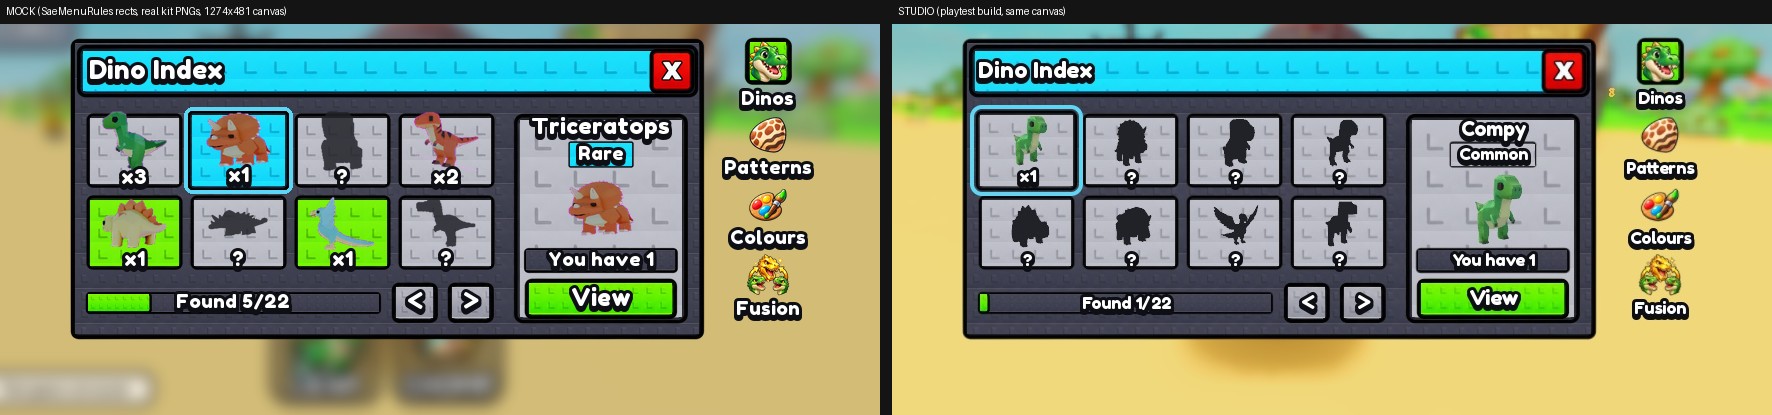 MOCK (SaeMenuRules rects, real kit PNGs, 1274x481 canvas)
Dino Index
X
x3
x1
?
x2
x1
?
x1
?
Found 5/22
<
>
Triceratops
Rare
You have 1
View
Dinos
Patterns
Colours
Fusion
STUDIO (playtest build, same canvas)
Dino Index
X
x1
?
?
?
?
?
?
?
Found 1/22
<
>
Compy
Common
You have 1
View
8
Dinos
Patterns
Colours
Fusion